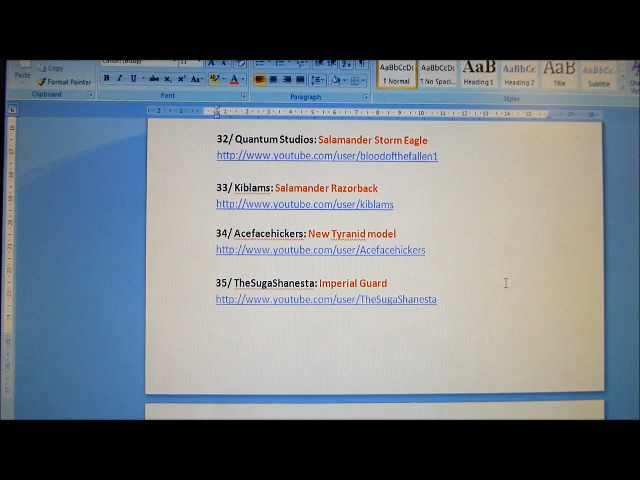 Paste
Copy
Format Painter
Clipboard
Font
Paragraph
Styles
AaBbCcDc
¶ Normal
AaBbCcDc
¶ No Spaci...
AaBbC
Heading 1
AaBbCc
Heading 2
AaB
Title
AaBbCc
Subtitle
32/ Quantum Studios: Salamander Storm Eagle
http://www.youtube.com/user/bloodofthefallen1
33/ Kiblams: Salamander Razorback
http://www.youtube.com/user/kiblams
34/ Acefacehickers: New Tyranid model
http://www.youtube.com/user/Acefacehickers
35/ TheSugaShanesta: Imperial Guard
http://www.youtube.com/user/TheSugaShanesta